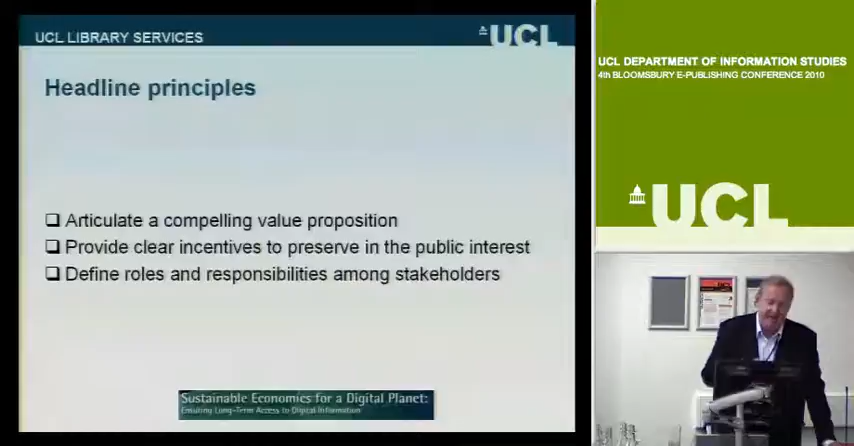 UCL LIBRARY SERVICES
UCL
Headline principles
Articulate a compelling value proposition
Provide clear incentives to preserve in the public interest
Define roles and responsibilities among stakeholders
Sustainable Economics for a Digital Planet:
Ensuring Long-Term Access to Digital Information
UCL DEPARTMENT OF INFORMATION STUDIES
4th BLOOMSBURY E-PUBLISHING CONFERENCE 2010
UCL